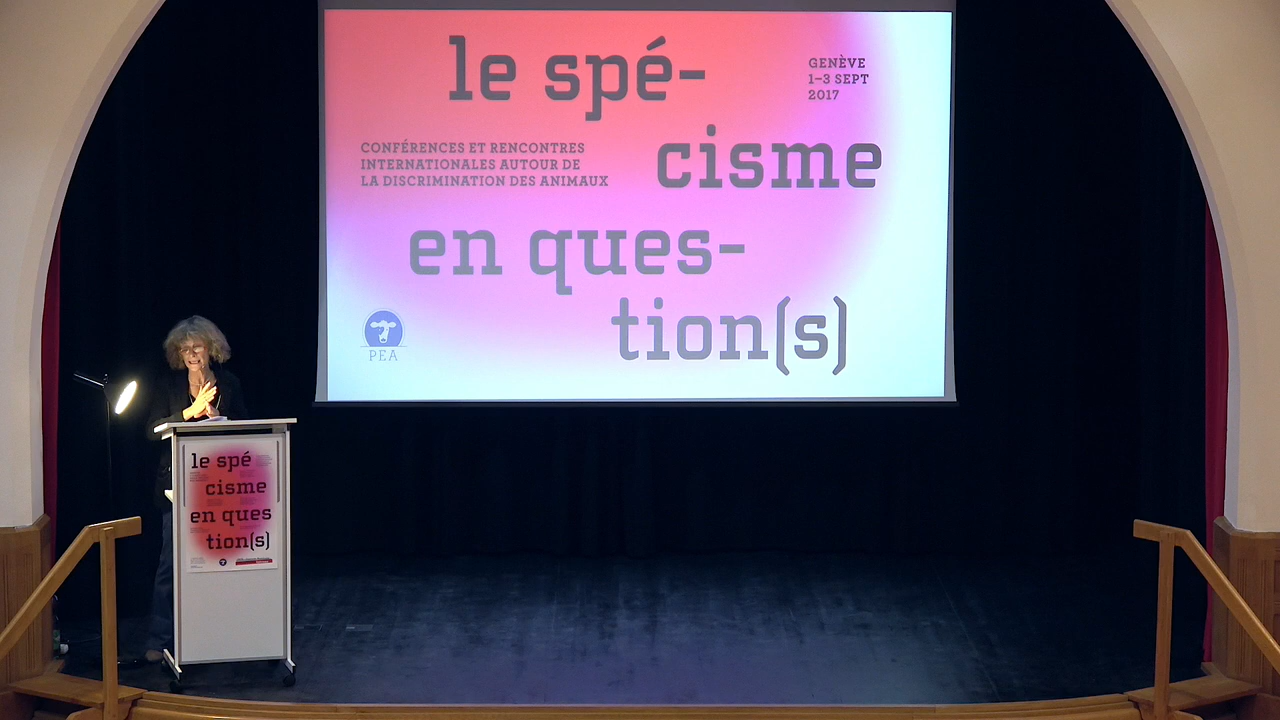 le spé-
GENÈVE
1–3 SEPT
2017
CONFÉRENCES ET RENCONTRES
INTERNATIONALES AUTOUR DE
LA DISCRIMINATION DES ANIMAUX
cisme
en ques-
tion(s)
PEA
le spé
cisme
en ques
tion(s)